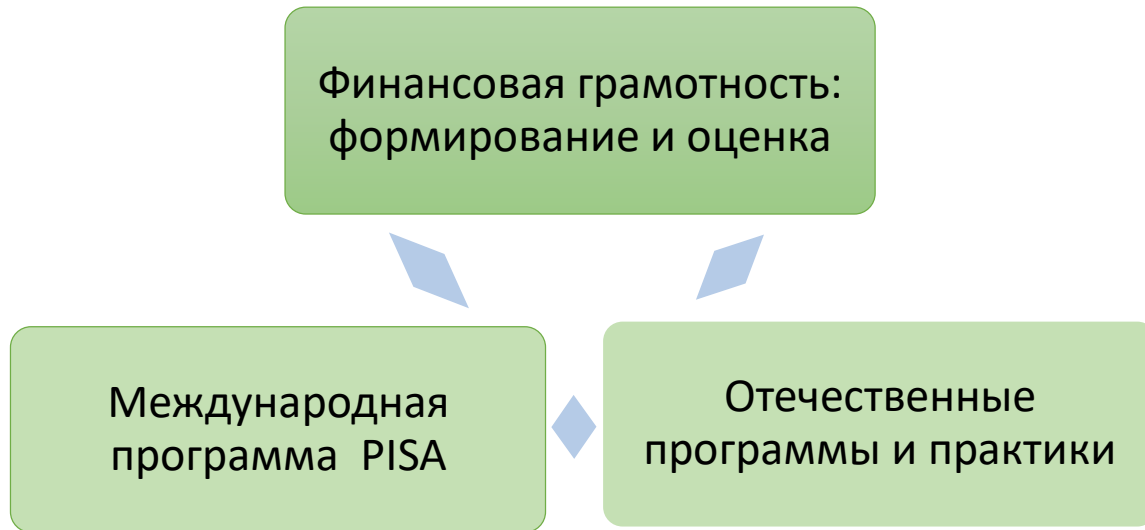 Финансовая грамотность:
формирование и оценка
Международная
программа PISA
Отечественные
программы и практики